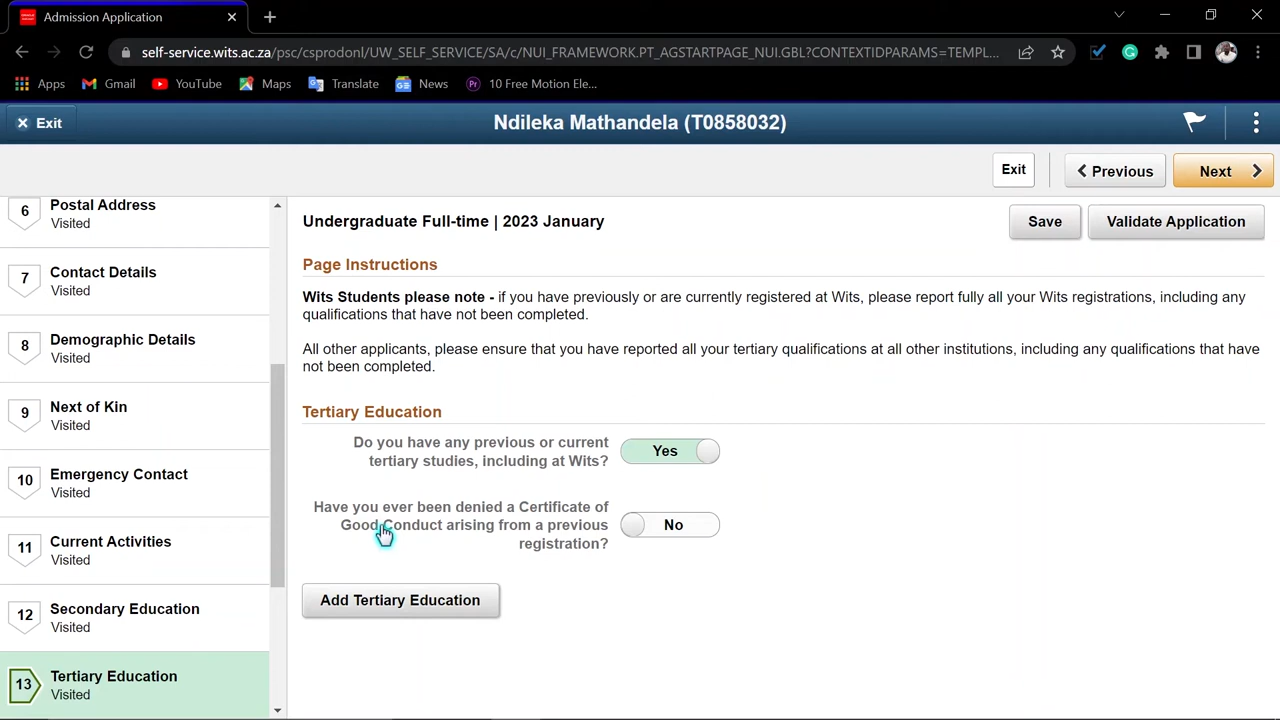 Admission Application
self-service.wits.ac.za/psc/csprodonl/UW_SELF_SERVICE/SA/c/NUI_FRAMEWORK.PT_AGSTARTPAGE_NUI.GBL?CONTEXTIDPARAMS=TEMPL...
Apps Gmail YouTube Maps Translate News 10 Free Motion Ele...
Exit
Ndileka Mathandela (T0858032)
Exit
Previous
Next
6
Postal Address
Visited
7
Contact Details
Visited
8
Demographic Details
Visited
9
Next of Kin
Visited
10
Emergency Contact
Visited
11
Current Activities
Visited
12
Secondary Education
Visited
13
Tertiary Education
Visited
Undergraduate Full-time | 2023 January
Save
Validate Application
Page Instructions
Wits Students please note - if you have previously or are currently registered at Wits, please report fully all your Wits registrations, including any
qualifications that have not been completed.
All other applicants, please ensure that you have reported all your tertiary qualifications at all other institutions, including any qualifications that have
not been completed.
Tertiary Education
Do you have any previous or current
tertiary studies, including at Wits?
Yes
Have you ever been denied a Certificate of
Good Conduct arising from a previous
registration?
No
Add Tertiary Education